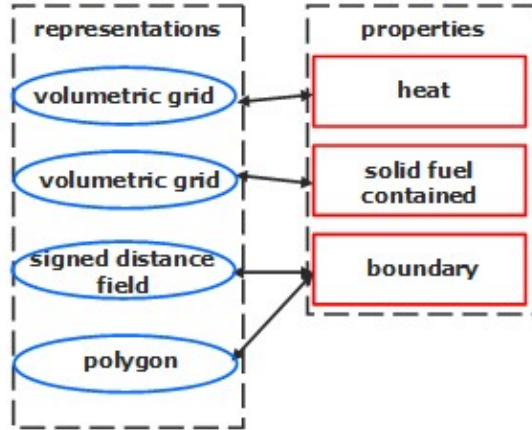 representations
volumetric grid
volumetric grid
signed distance
field
polygon
properties
heat
solid fuel
contained
boundary